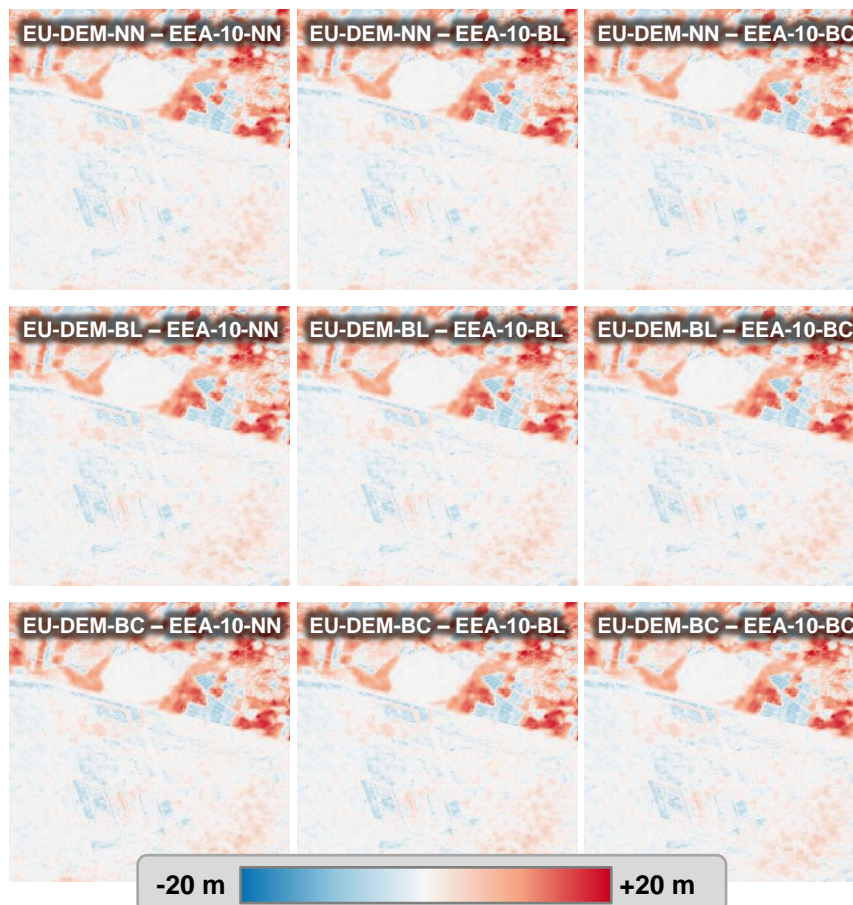 EU-DEM-NN – EEA-10-NN
EU-DEM-NN – EEA-10-BL
EU-DEM-NN – EEA-10-BC
EU-DEM-BL – EEA-10-NN
EU-DEM-BL – EEA-10-BL
EU-DEM-BL – EEA-10-BC
EU-DEM-BC – EEA-10-NN
EU-DEM-BC – EEA-10-BL
EU-DEM-BC – EEA-10-BC
-20 m
+20 m